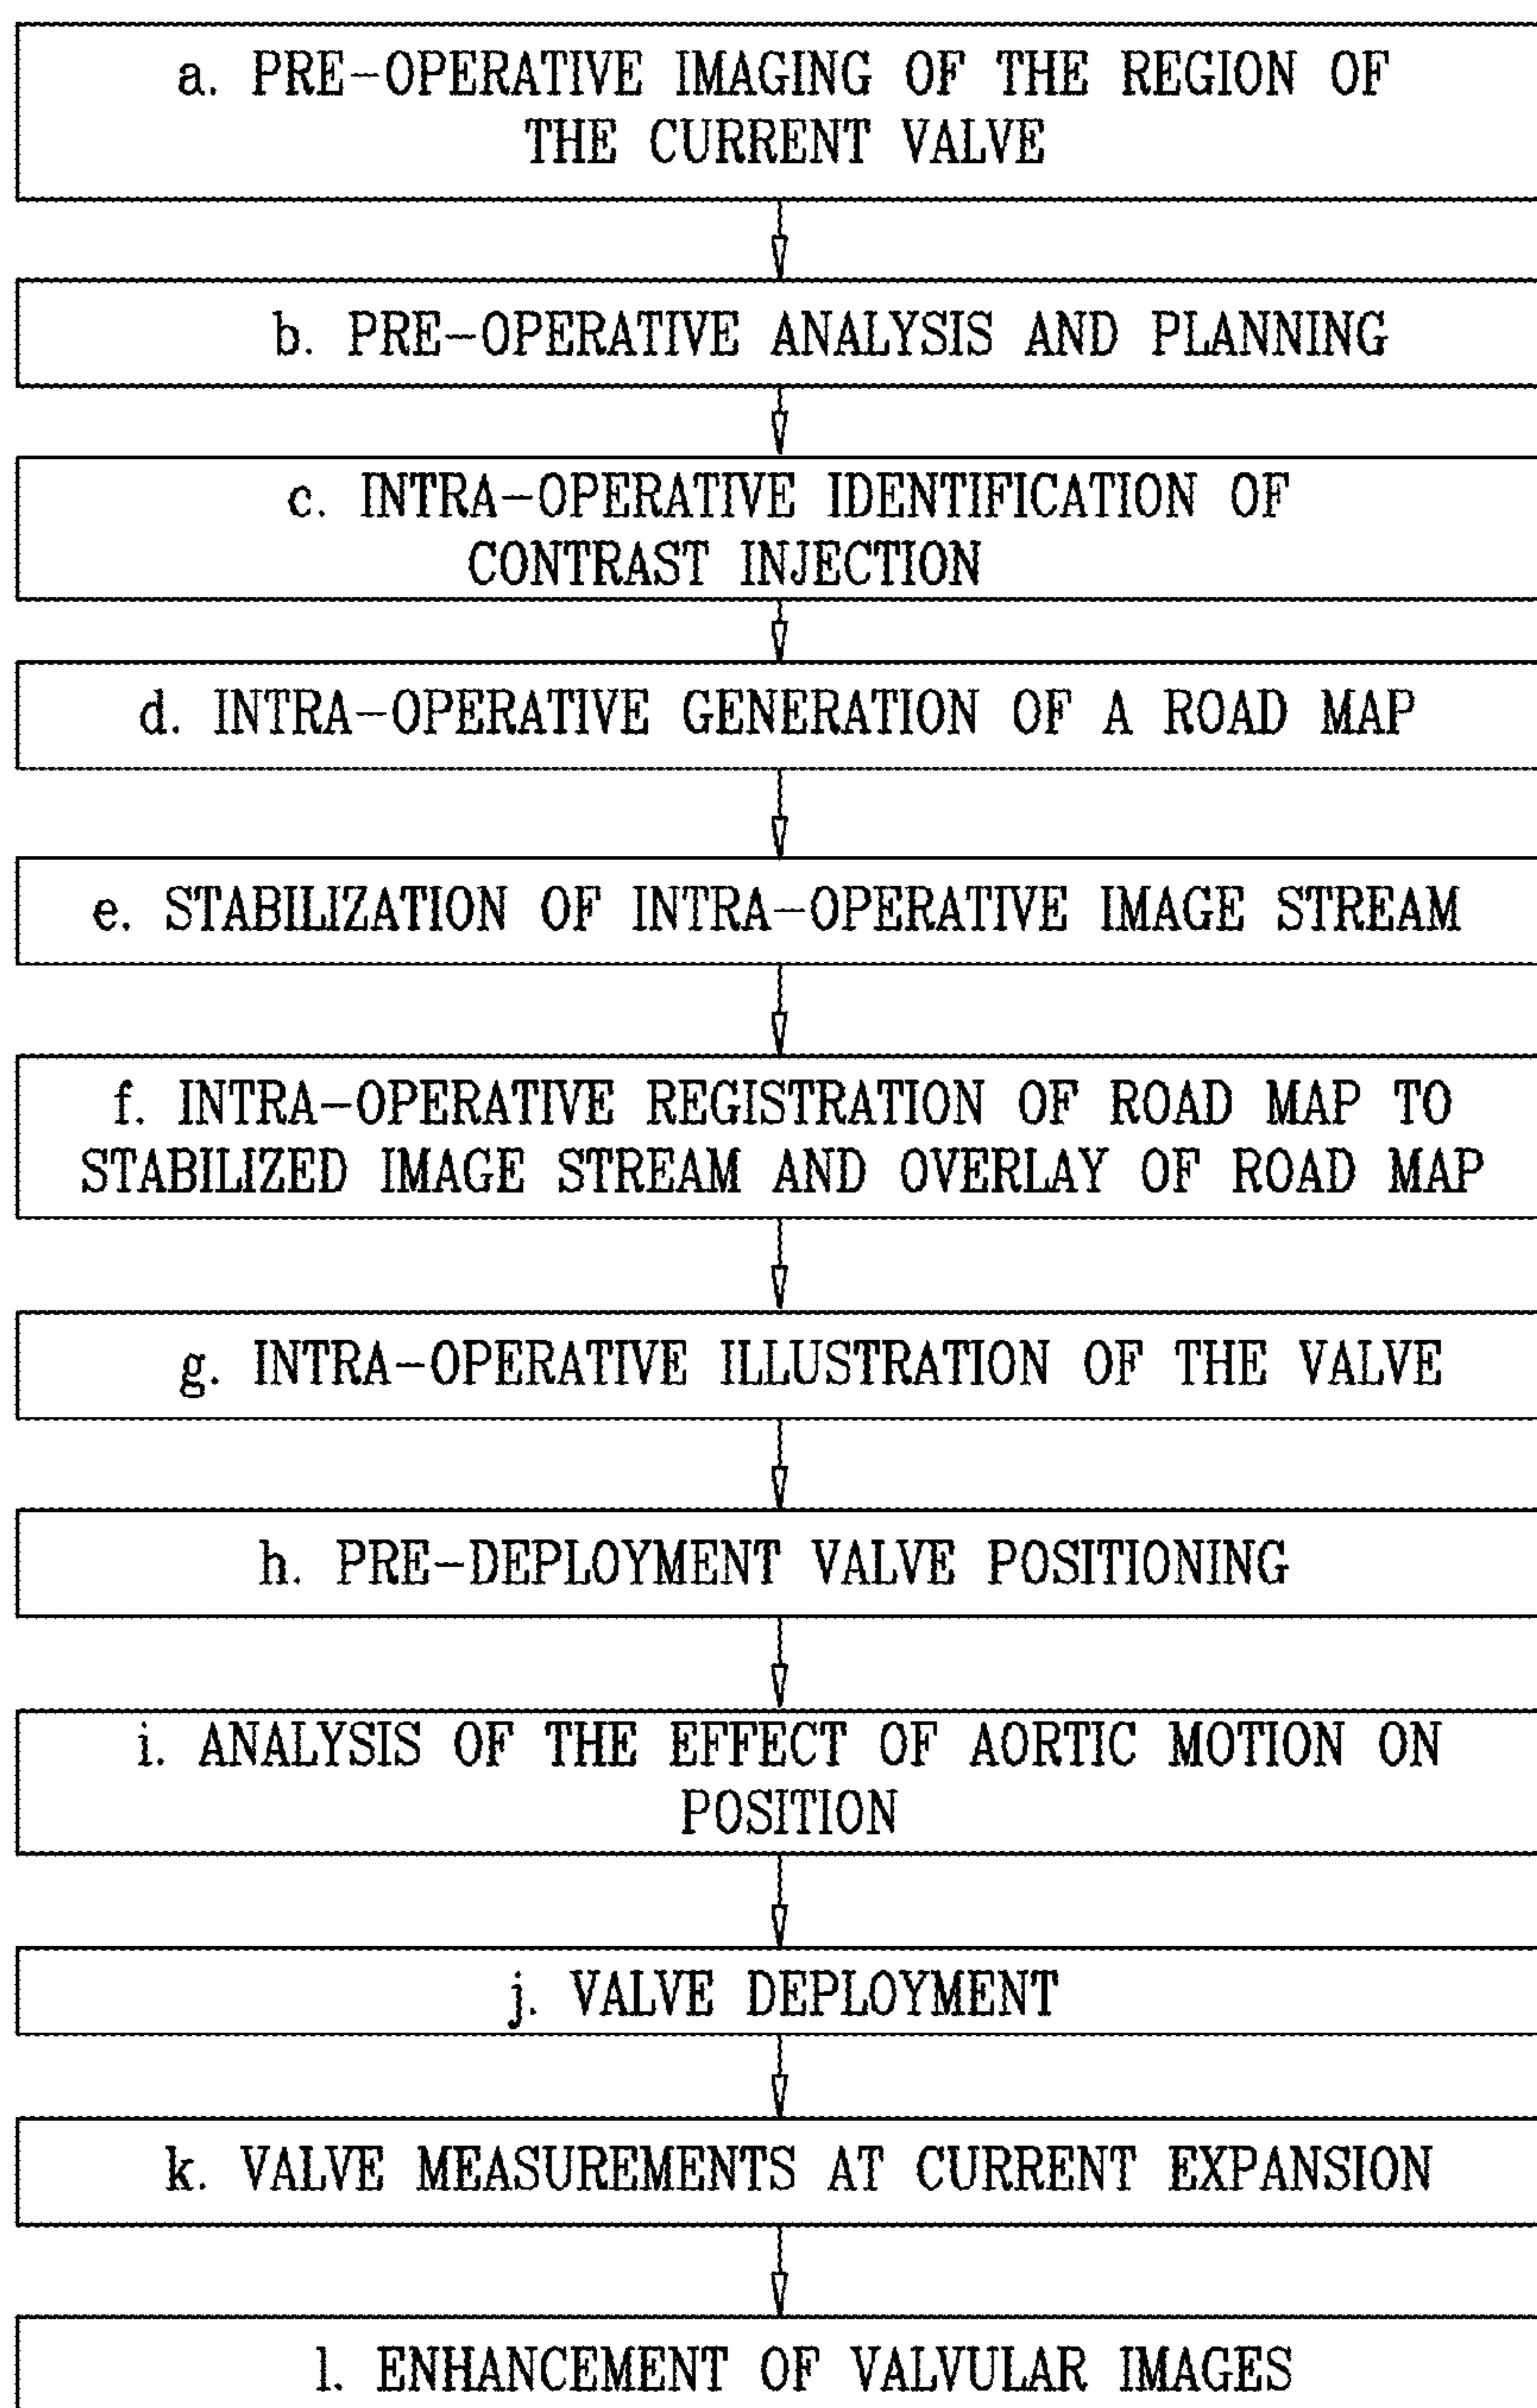 a. PRE-OPERATIVE IMAGING OF THE REGION OF
THE CURRENT VALVE
b. PRE-OPERATIVE ANALYSIS AND PLANNING
c. INTRA-OPERATIVE IDENTIFICATION OF
CONTRAST INJECTION
d. INTRA-OPERATIVE GENERATION OF A ROAD MAP
e. STABILIZATION OF INTRA-OPERATIVE IMAGE STREAM
f. INTRA-OPERATIVE REGISTRATION OF ROAD MAP TO
STABILIZED IMAGE STREAM AND OVERLAY OF ROAD MAP
g. INTRA-OPERATIVE ILLUSTRATION OF THE VALVE
h. PRE-DEPLOYMENT VALVE POSITIONING
i. ANALYSIS OF THE EFFECT OF AORTIC MOTION ON
POSITION
j. VALVE DEPLOYMENT
k. VALVE MEASUREMENTS AT CURRENT EXPANSION
l. ENHANCEMENT OF VALVULAR IMAGES